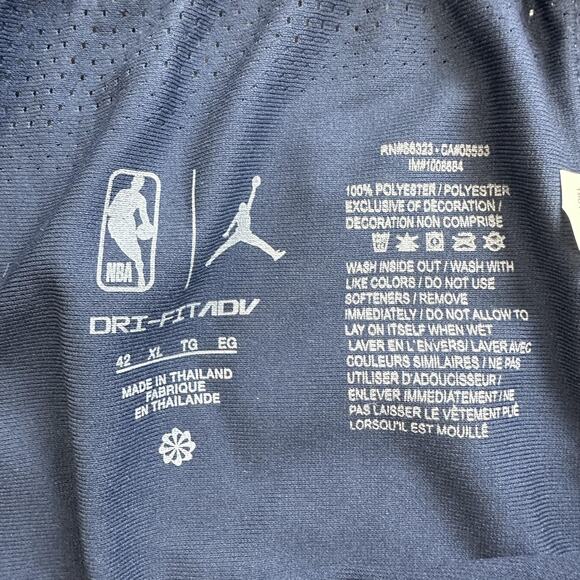 NBA
DRI-FIT ADV
42 XL TG EG
MADE IN THAILAND
FABRIQUE
EN THAILANDE
RN#56323 - CA#05553
IM#1008684
100% POLYESTER / POLYESTER
EXCLUSIVE OF DECORATION /
DECORATION NON COMPRISE
WASH INSIDE OUT / WASH WITH
LIKE COLORS / DO NOT USE
SOFTENERS / REMOVE
IMMEDIATELY / DO NOT ALLOW TO
LAY ON ITSELF WHEN WET
LAVER EN L'ENVERS/ LAVER AVEC
COULEURS SIMILAIRES / NE PAS
UTILISER D'ADOUCISSEUR/
ENLEVER IMMEDIATEMENT/ NE
PAS LAISSER LE VÊTEMENT PLIÉ
LORSQU'IL EST MOUILLÉ